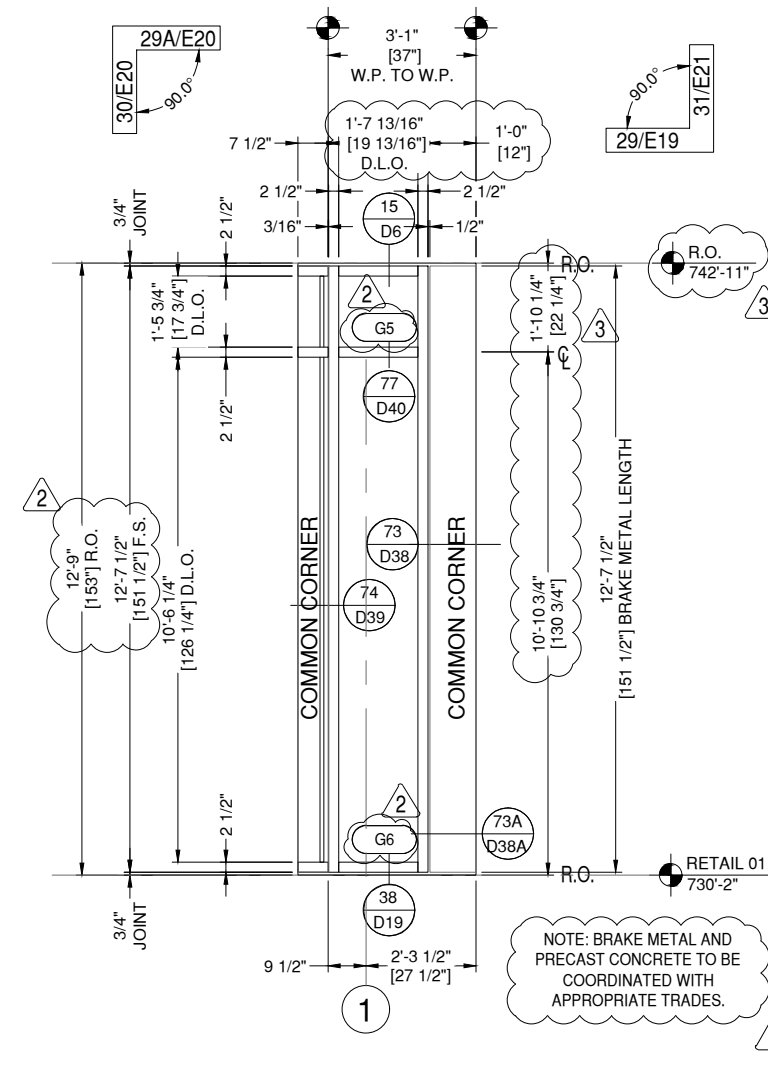 29A/E20
30/E20
90.0°
3'-1"
[37"]
W.P. TO W.P.
90.0°
31/E21
29/E19
7 1/2"
1'-7 13/16"
[19 13/16"]
D.L.O.
1'-0"
[12"]
2 1/2"
2 1/2"
3/16"
15
D6
1/2"
3/4"
JOINT
2 1/2"
R.O.
R.O.
742'-11"
1'-5 3/4"
[17 3/4"]
D.L.O.
2
G5
1'-10 1/4"
[22 1/4"]
3
3
CL
2 1/2"
77
D40
2
12'-9"
[153"] R.O.
12'-7 1/2"
[151 1/2"] F.S.
10'-6 1/4"
[126 1/4"] D.L.O.
COMMON CORNER
73
D38
74
D39
COMMON CORNER
10'-10 3/4"
[130 3/4"]
12'-7 1/2"
[151 1/2"] BRAKE METAL LENGTH
2 1/2"
2
G6
73A
D38A
R.O.
RETAIL 01
730'-2"
38
D19
3/4"
JOINT
9 1/2"
2'-3 1/2"
[27 1/2"]
1
NOTE: BRAKE METAL AND
PRECAST CONCRETE TO BE
COORDINATED WITH
APPROPRIATE TRADES.